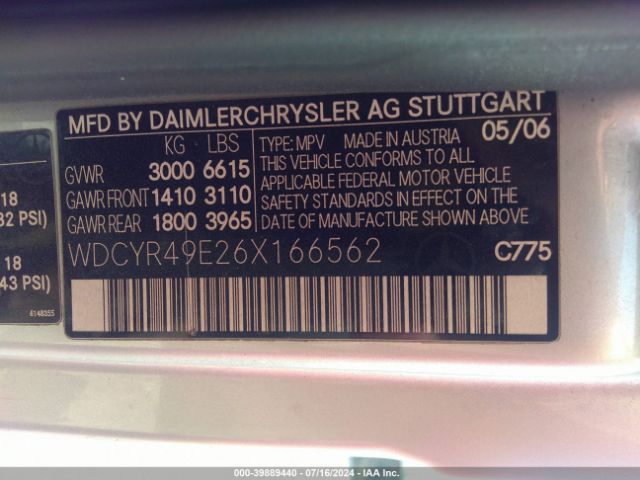 MFD BY DAIMLERCHRYSLER AG STUTTGART
KG LBS
GVWR 3000 6615
GAWR FRONT 1410 3110
GAWR REAR 1800 3965
TYPE: MPV MADE IN AUSTRIA 05/06
THIS VEHICLE CONFORMS TO ALL
APPLICABLE FEDERAL MOTOR VEHICLE
SAFETY STANDARDS IN EFFECT ON THE
DATE OF MANUFACTURE SHOWN ABOVE.
WDCYR49E26X166562 C775
18
32 PSI)
18
43 PSI)
6148355
000-39889440 - 07/16/2024 - IAA Inc.